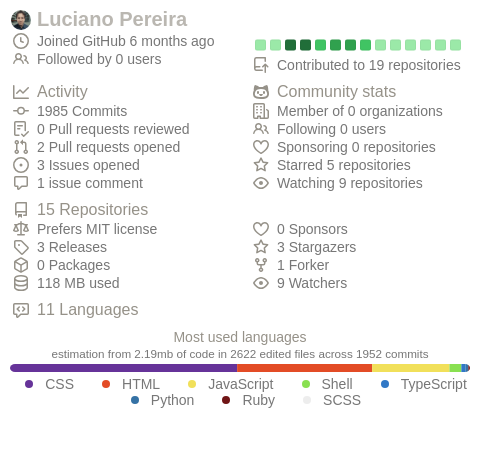 Luciano Pereira
Joined GitHub 6 months ago
Followed by 0 users
Contributed to 19 repositories
Activity
1985 Commits
0 Pull requests reviewed
2 Pull requests opened
3 Issues opened
1 issue comment
Community stats
Member of 0 organizations
Following 0 users
Sponsoring 0 repositories
Starred 5 repositories
Watching 9 repositories
15 Repositories
Prefers MIT license
3 Releases
0 Packages
118 MB used
0 Sponsors
3 Stargazers
1 Forker
9 Watchers
11 Languages
Most used languages
estimation from 2.19mb of code in 2622 edited files across 1952 commits
CSS HTML JavaScript Shell TypeScript
Python Ruby SCSS